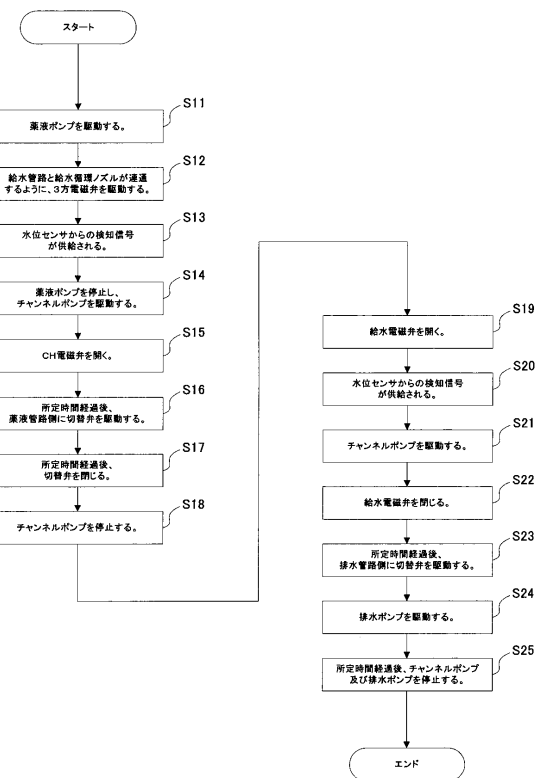 スタート
S11
薬液ポンプを駆動する。
S12
給水管路と給水循環ノズルが連通
するように、3方電磁弁を駆動する。
S13
水位センサからの検知信号
が供給される。
S14
薬液ポンプを停止し、
チャンネルポンプを駆動する。
S15
CH電磁弁を開く。
S16
所定時間経過後、
薬液管路側に切替弁を駆動する。
S17
所定時間経過後、
切替弁を閉じる。
S18
チャンネルポンプを停止する。
S19
給水電磁弁を開く。
S20
水位センサからの検知信号
が供給される。
S21
チャンネルポンプを駆動する。
S22
給水電磁弁を閉じる。
S23
所定時間経過後、
排水管路側に切替弁を駆動する。
S24
排水ポンプを駆動する。
S25
所定時間経過後、チャンネルポンプ
及び排水ポンプを停止する。
エンド